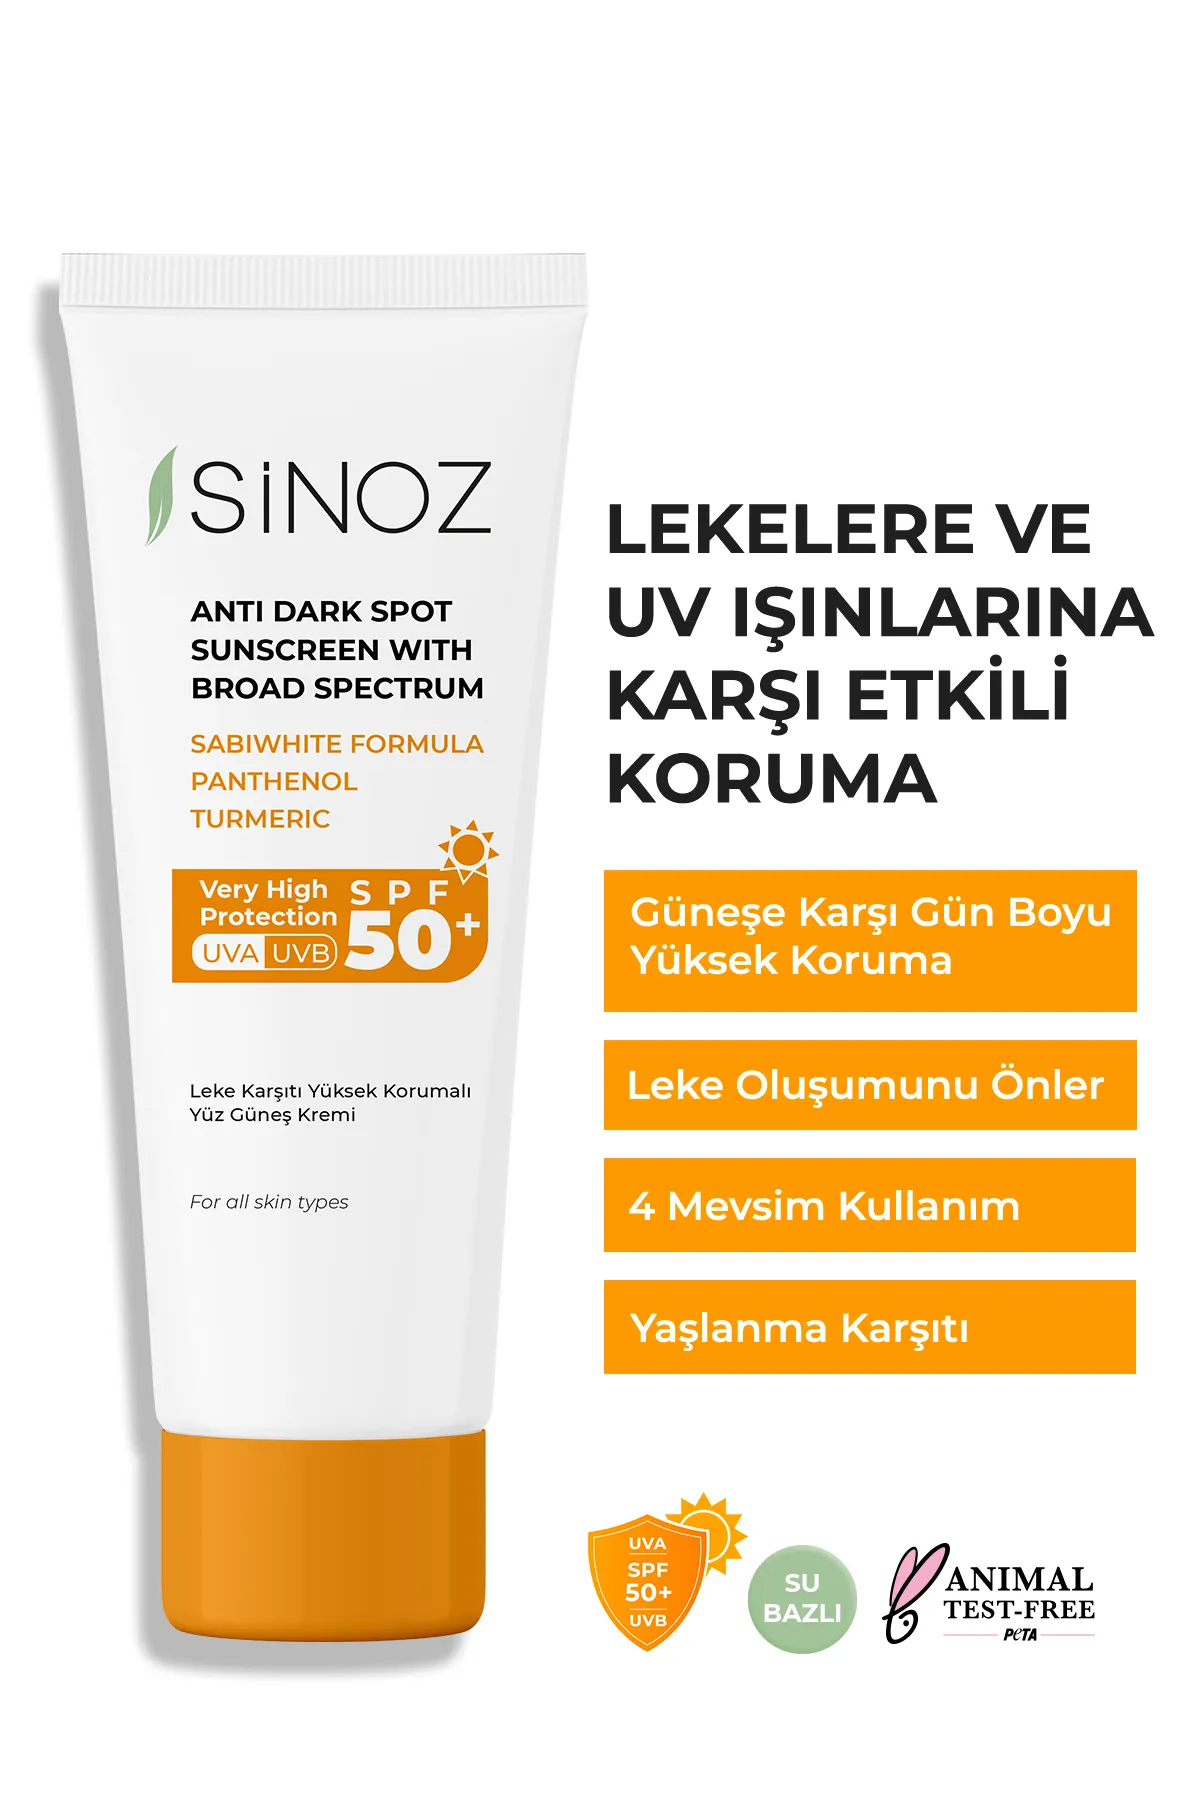 SiNOZ
ANTI DARK SPOT
SUNSCREEN WITH
BROAD SPECTRUM
SABIWHITE FORMULA
PANTHENOL
TURMERIC
Very High
Protection
UVA UVB
SPF
50+
Leke Karşıtı Yüksek Korumalı
Yüz Güneş Kremi
For all skin types
LEKELERE VE
UV IŞINLARINA
KARŞI ETKİLİ
KORUMA
Güneşe Karşı Gün Boyu
Yüksek Koruma
Leke Oluşumunu Önler
4 Mevsim Kullanım
Yaşlanma Karşıtı
UVA
SPF
50+
UVB
SU
BAZLI
ANIMAL
TEST-FREE
PeTA